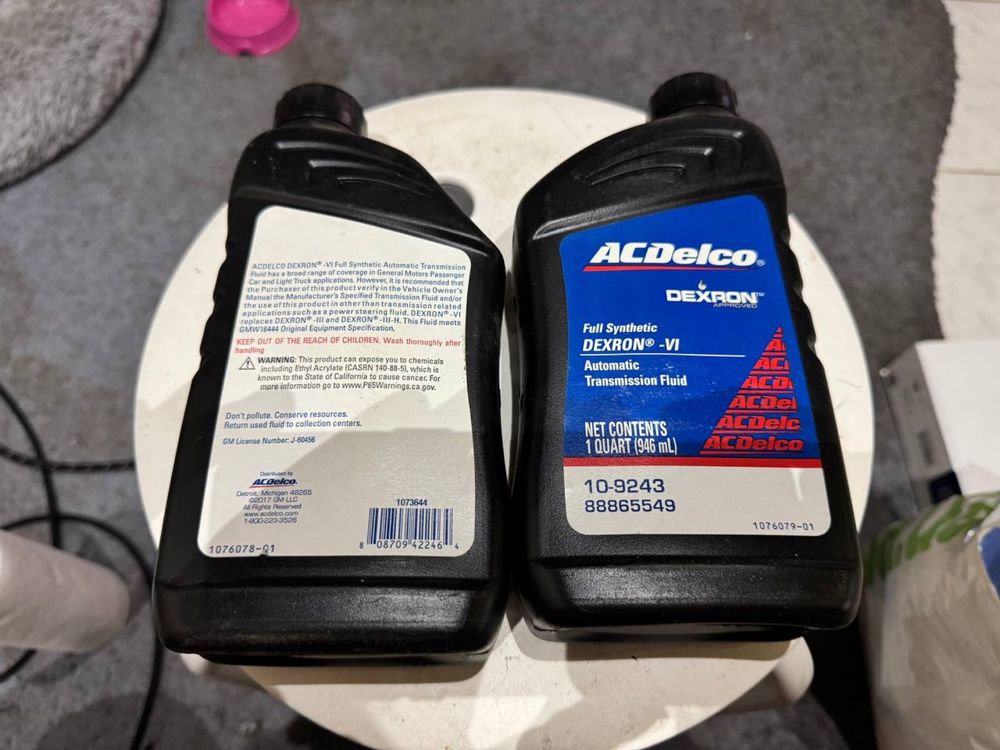 ACDELCO DEXRON® -VI Full Synthetic Automatic Transmission
Fluid has a broad range of coverage in General Motors Passenger
Car and Light Truck applications. However, it is recommended that
the Purchaser of this product verify in the Vehicle Owner's
Manual the Manufacturer's Specified Transmission Fluid and/or
the use of this product in other than transmission related
applications such as a power steering fluid. DEXRON® -VI
replaces DEXRON® -III and DEXRON® -III-H. This Fluid meets
GMW16444 Original Equipment Specification.
KEEP OUT OF THE REACH OF CHILDREN. Wash thoroughly after
handling
WARNING: This product can expose you to chemicals
including Ethyl Acrylate (CASRN 140-88-5), which is
known to the State of California to cause cancer. For
more information go to www.P65Warnings.ca.gov.
Don't pollute. Conserve resources.
Return used fluid to collection centers.
GM License Number: J-60456
Distributed by
ACDelco®
Detroit, Michigan 48265
©2017 GM LLC
All Rights Reserved
www.acdelco.com
1-800-223-3526
1076078-01
1073644
8 08709 42246 4
ACDelco®
DEXRON™
APPROVED
Full Synthetic
DEXRON® -VI
Automatic
Transmission Fluid
NET CONTENTS
1 QUART (946 mL)
A
ACI
ACD
ACDel
ACDelc
ACDelco
10-9243
88865549
1076079-01